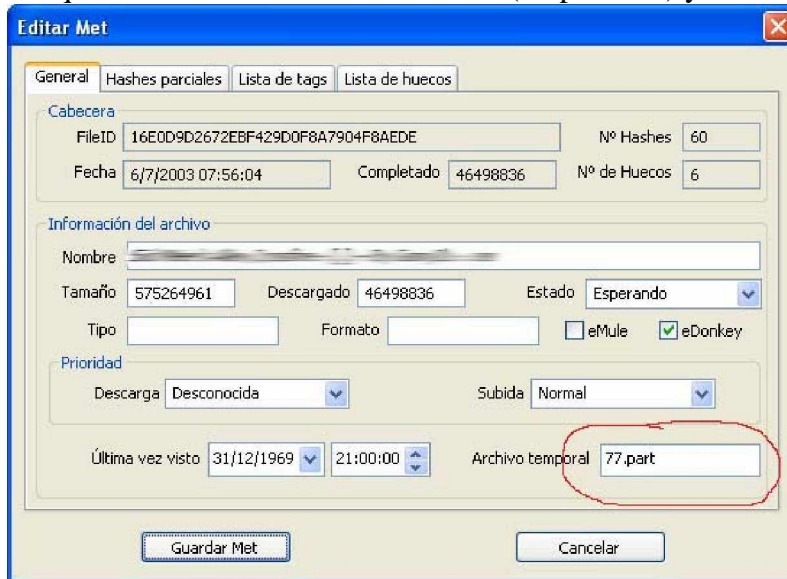 Editar Met
General Hashes parciales Lista de tags Lista de huecos
Cabecera
FileID 16E0D9D2672EBF429D0F8A7904F8AEDE Nº Hashes 60
Fecha 6/7/2003 07:56:04 Completado 46498836 Nº de Huecos 6
Información del archivo
Nombre
Tamaño 575264961 Descargado 46498836 Estado Esperando
Tipo Formato eMule eDonkey
Prioridad
Descarga Desconocida Subida Normal
Última vez visto 31/12/1969 21:00:00 Archivo temporal 77.part
Guardar Met Cancelar